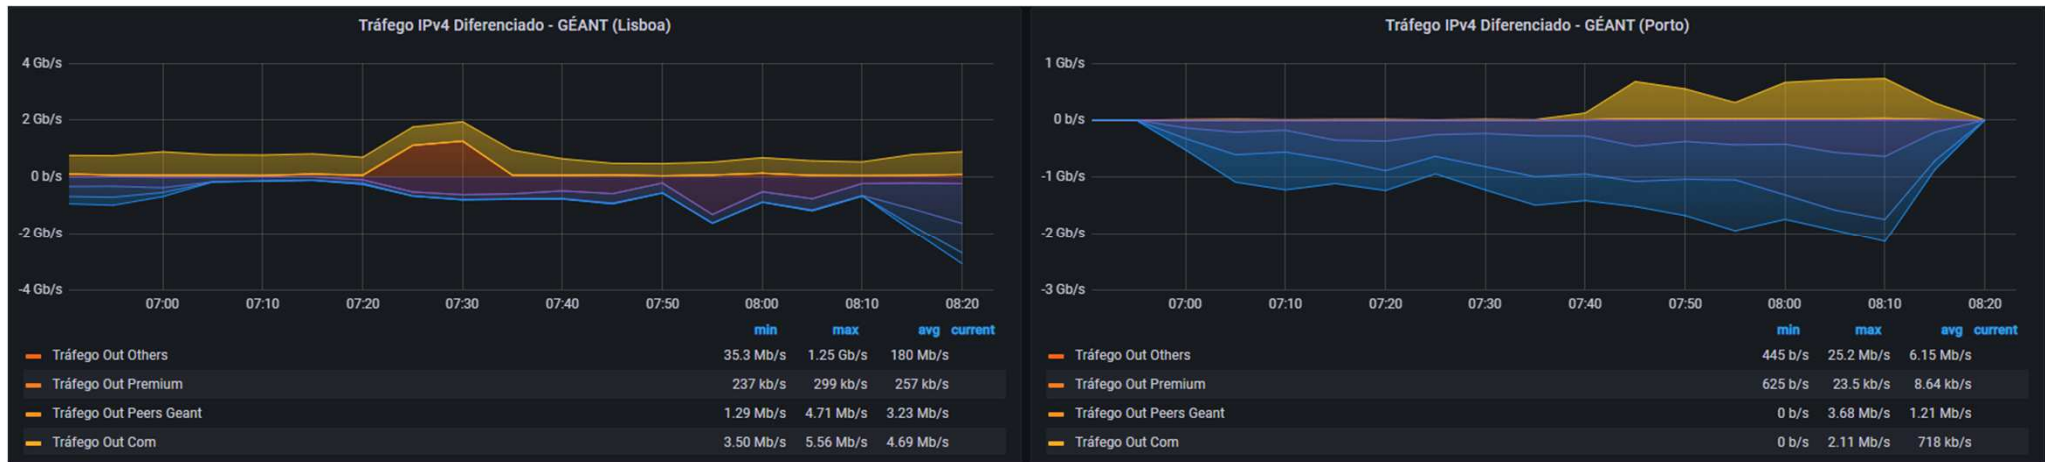 Tráfego IPv4 Diferenciado - GÉANT (Lisboa)
4 Gb/s
2 Gb/s
0 b/s
-2 Gb/s
-4 Gb/s
07:00 07:10 07:20 07:30 07:40 07:50 08:00 08:10 08:20
min max avg current
Tráfego Out Others 35.3 Mb/s 1.25 Gb/s 180 Mb/s
Tráfego Out Premium 237 kb/s 299 kb/s 257 kb/s
Tráfego Out Peers Geant 1.29 Mb/s 4.71 Mb/s 3.23 Mb/s
Tráfego Out Com 3.50 Mb/s 5.56 Mb/s 4.69 Mb/s
Tráfego IPv4 Diferenciado - GÉANT (Porto)
1 Gb/s
0 b/s
-1 Gb/s
-2 Gb/s
-3 Gb/s
07:00 07:10 07:20 07:30 07:40 07:50 08:00 08:10 08:20
min max avg current
Tráfego Out Others 445 b/s 25.2 Mb/s 6.15 Mb/s
Tráfego Out Premium 625 b/s 23.5 kb/s 8.64 kb/s
Tráfego Out Peers Geant 0 b/s 3.68 Mb/s 1.21 Mb/s
Tráfego Out Com 0 b/s 2.11 Mb/s 718 kb/s